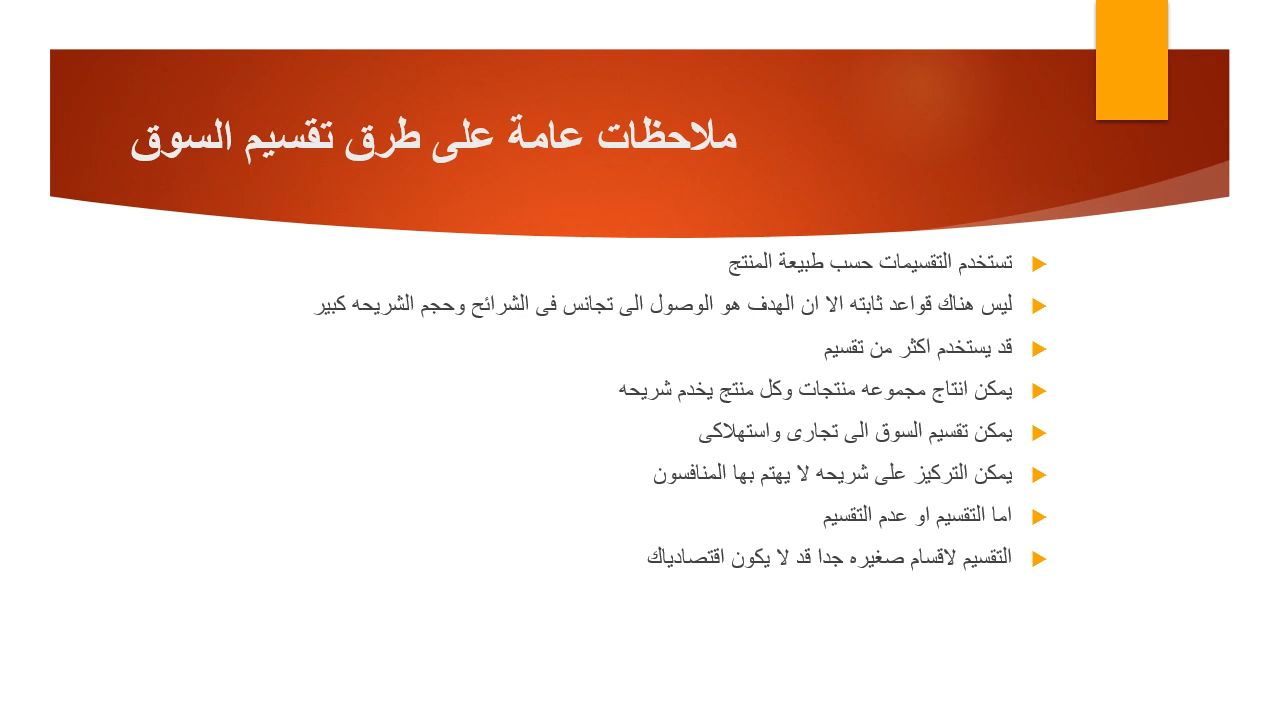 ملاحظات عامة على طرق تقسيم السوق
تستخدم التقسيمات حسب طبيعة المنتج
ليس هناك قواعد ثابته الا ان الهدف هو الوصول الى تجانس فى الشرائح وحجم الشريحه كبير
قد يستخدم اكثر من تقسيم
يمكن انتاج مجموعه منتجات وكل منتج يخدم شريحه
يمكن تقسيم السوق الى تجارى واستهلاكى
يمكن التركيز على شريحه لا يهتم بها المنافسون
اما التقسيم او عدم التقسيم
التقسيم لاقسام صغيره جدا قد لا يكون اقتصادياك